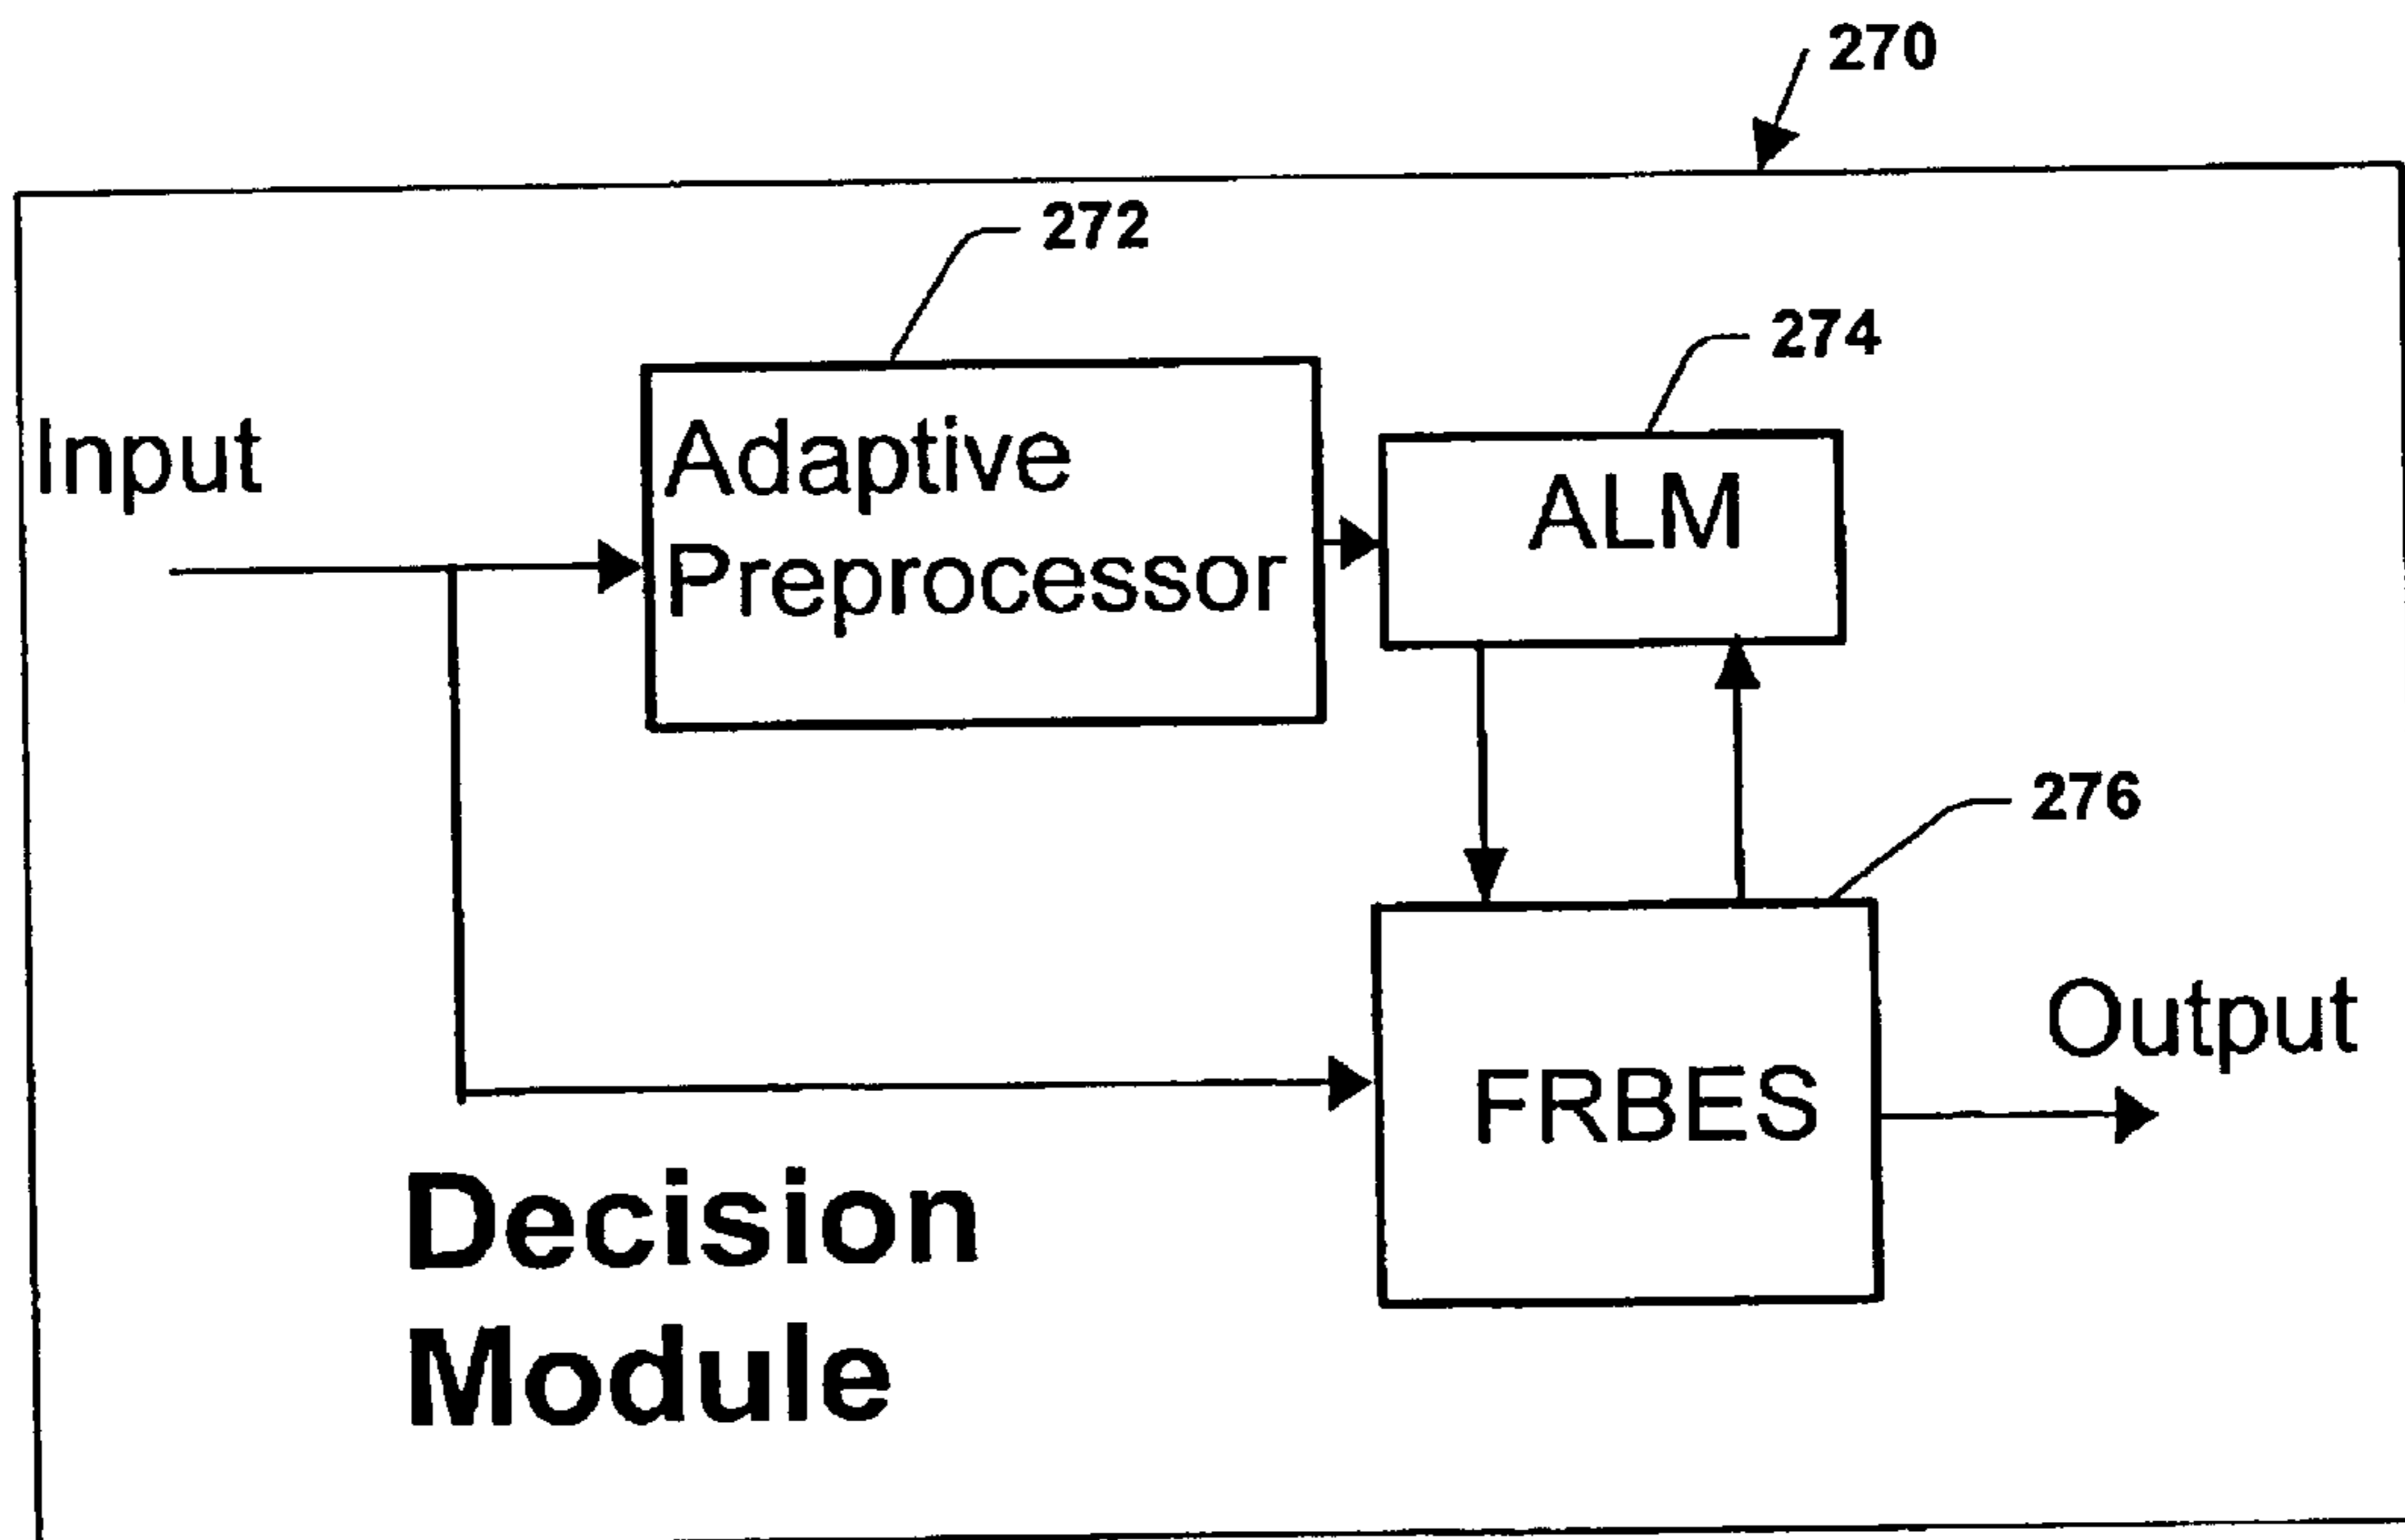 270
272
274
Input
Adaptive
Preprocessor
ALM
276
Output
FRBES
Decision
Module